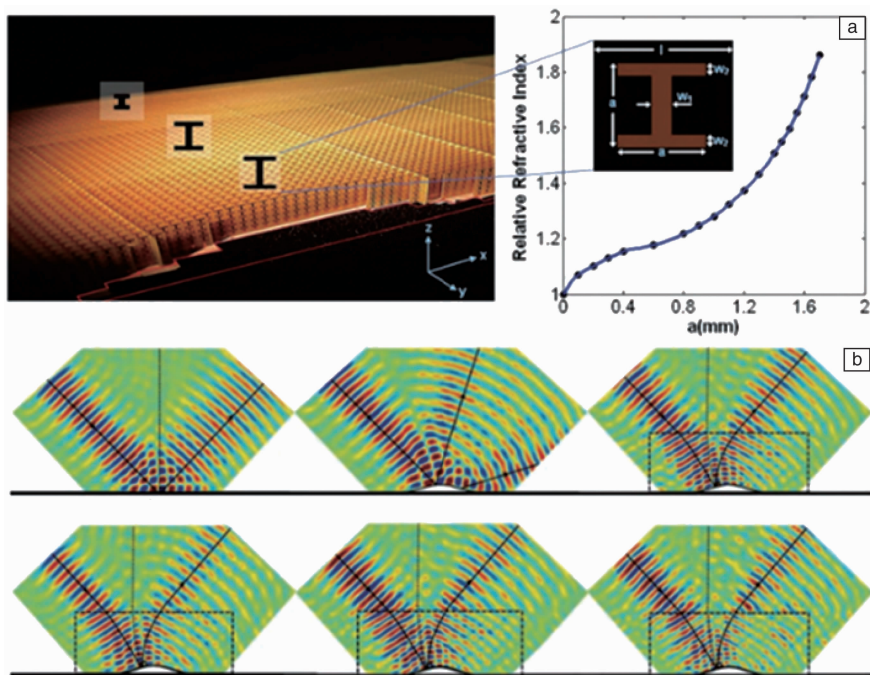 z
x
y
Relative Refractive Index
2
1.8
1.6
1.4
1.2
1
0 0.4 0.8 1.2 1.6 2
a(mm)
l
w₂
a
w₁
w₂
a
a
b